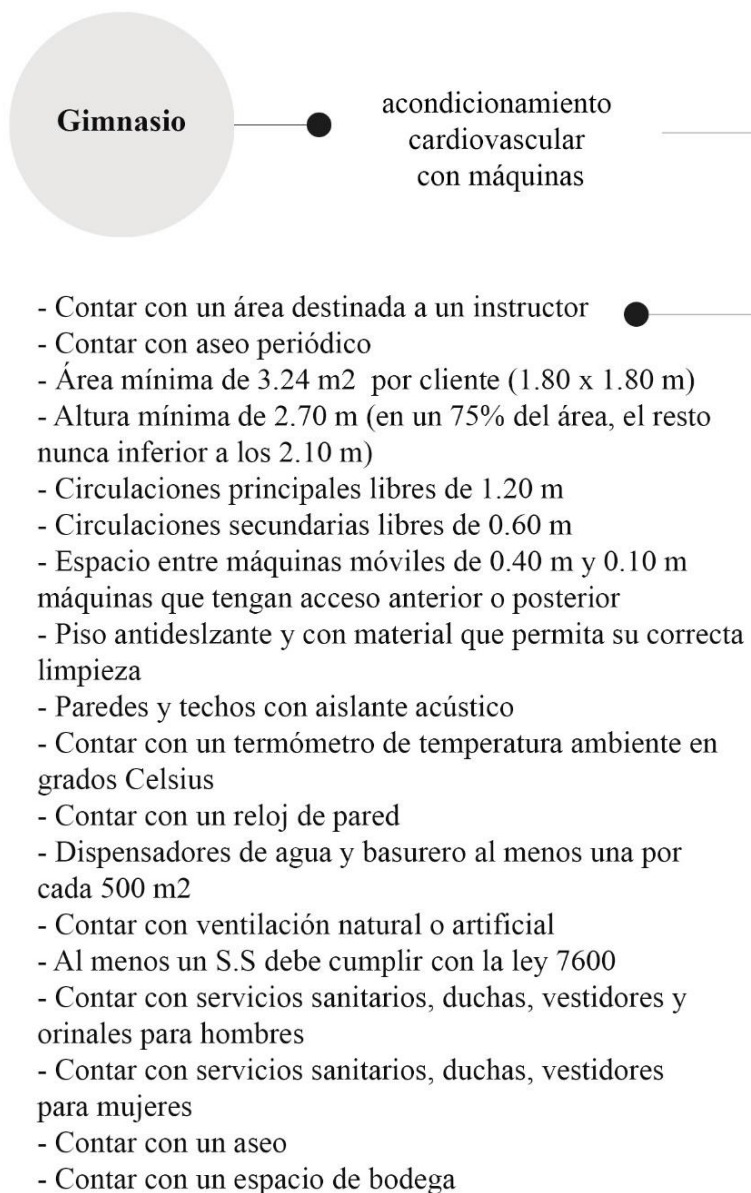 Gimnasio
acondicionamiento
cardiovascular
con máquinas
- Contar con un área destinada a un instructor
- Contar con aseo periódico
- Área mínima de 3.24 m2 por cliente (1.80 x 1.80 m)
- Altura mínima de 2.70 m (en un 75% del área, el resto
nunca inferior a los 2.10 m)
- Circulaciones principales libres de 1.20 m
- Circulaciones secundarias libres de 0.60 m
- Espacio entre máquinas móviles de 0.40 m y 0.10 m
máquinas que tengan acceso anterior o posterior
- Piso antideslzante y con material que permita su correcta
limpieza
- Paredes y techos con aislante acústico
- Contar con un termómetro de temperatura ambiente en
grados Celsius
- Contar con un reloj de pared
- Dispensadores de agua y basurero al menos una por
cada 500 m2
- Contar con ventilación natural o artificial
- Al menos un S.S debe cumplir con la ley 7600
- Contar con servicios sanitarios, duchas, vestidores y
orinales para hombres
- Contar con servicios sanitarios, duchas, vestidores
para mujeres
- Contar con un aseo
- Contar con un espacio de bodega